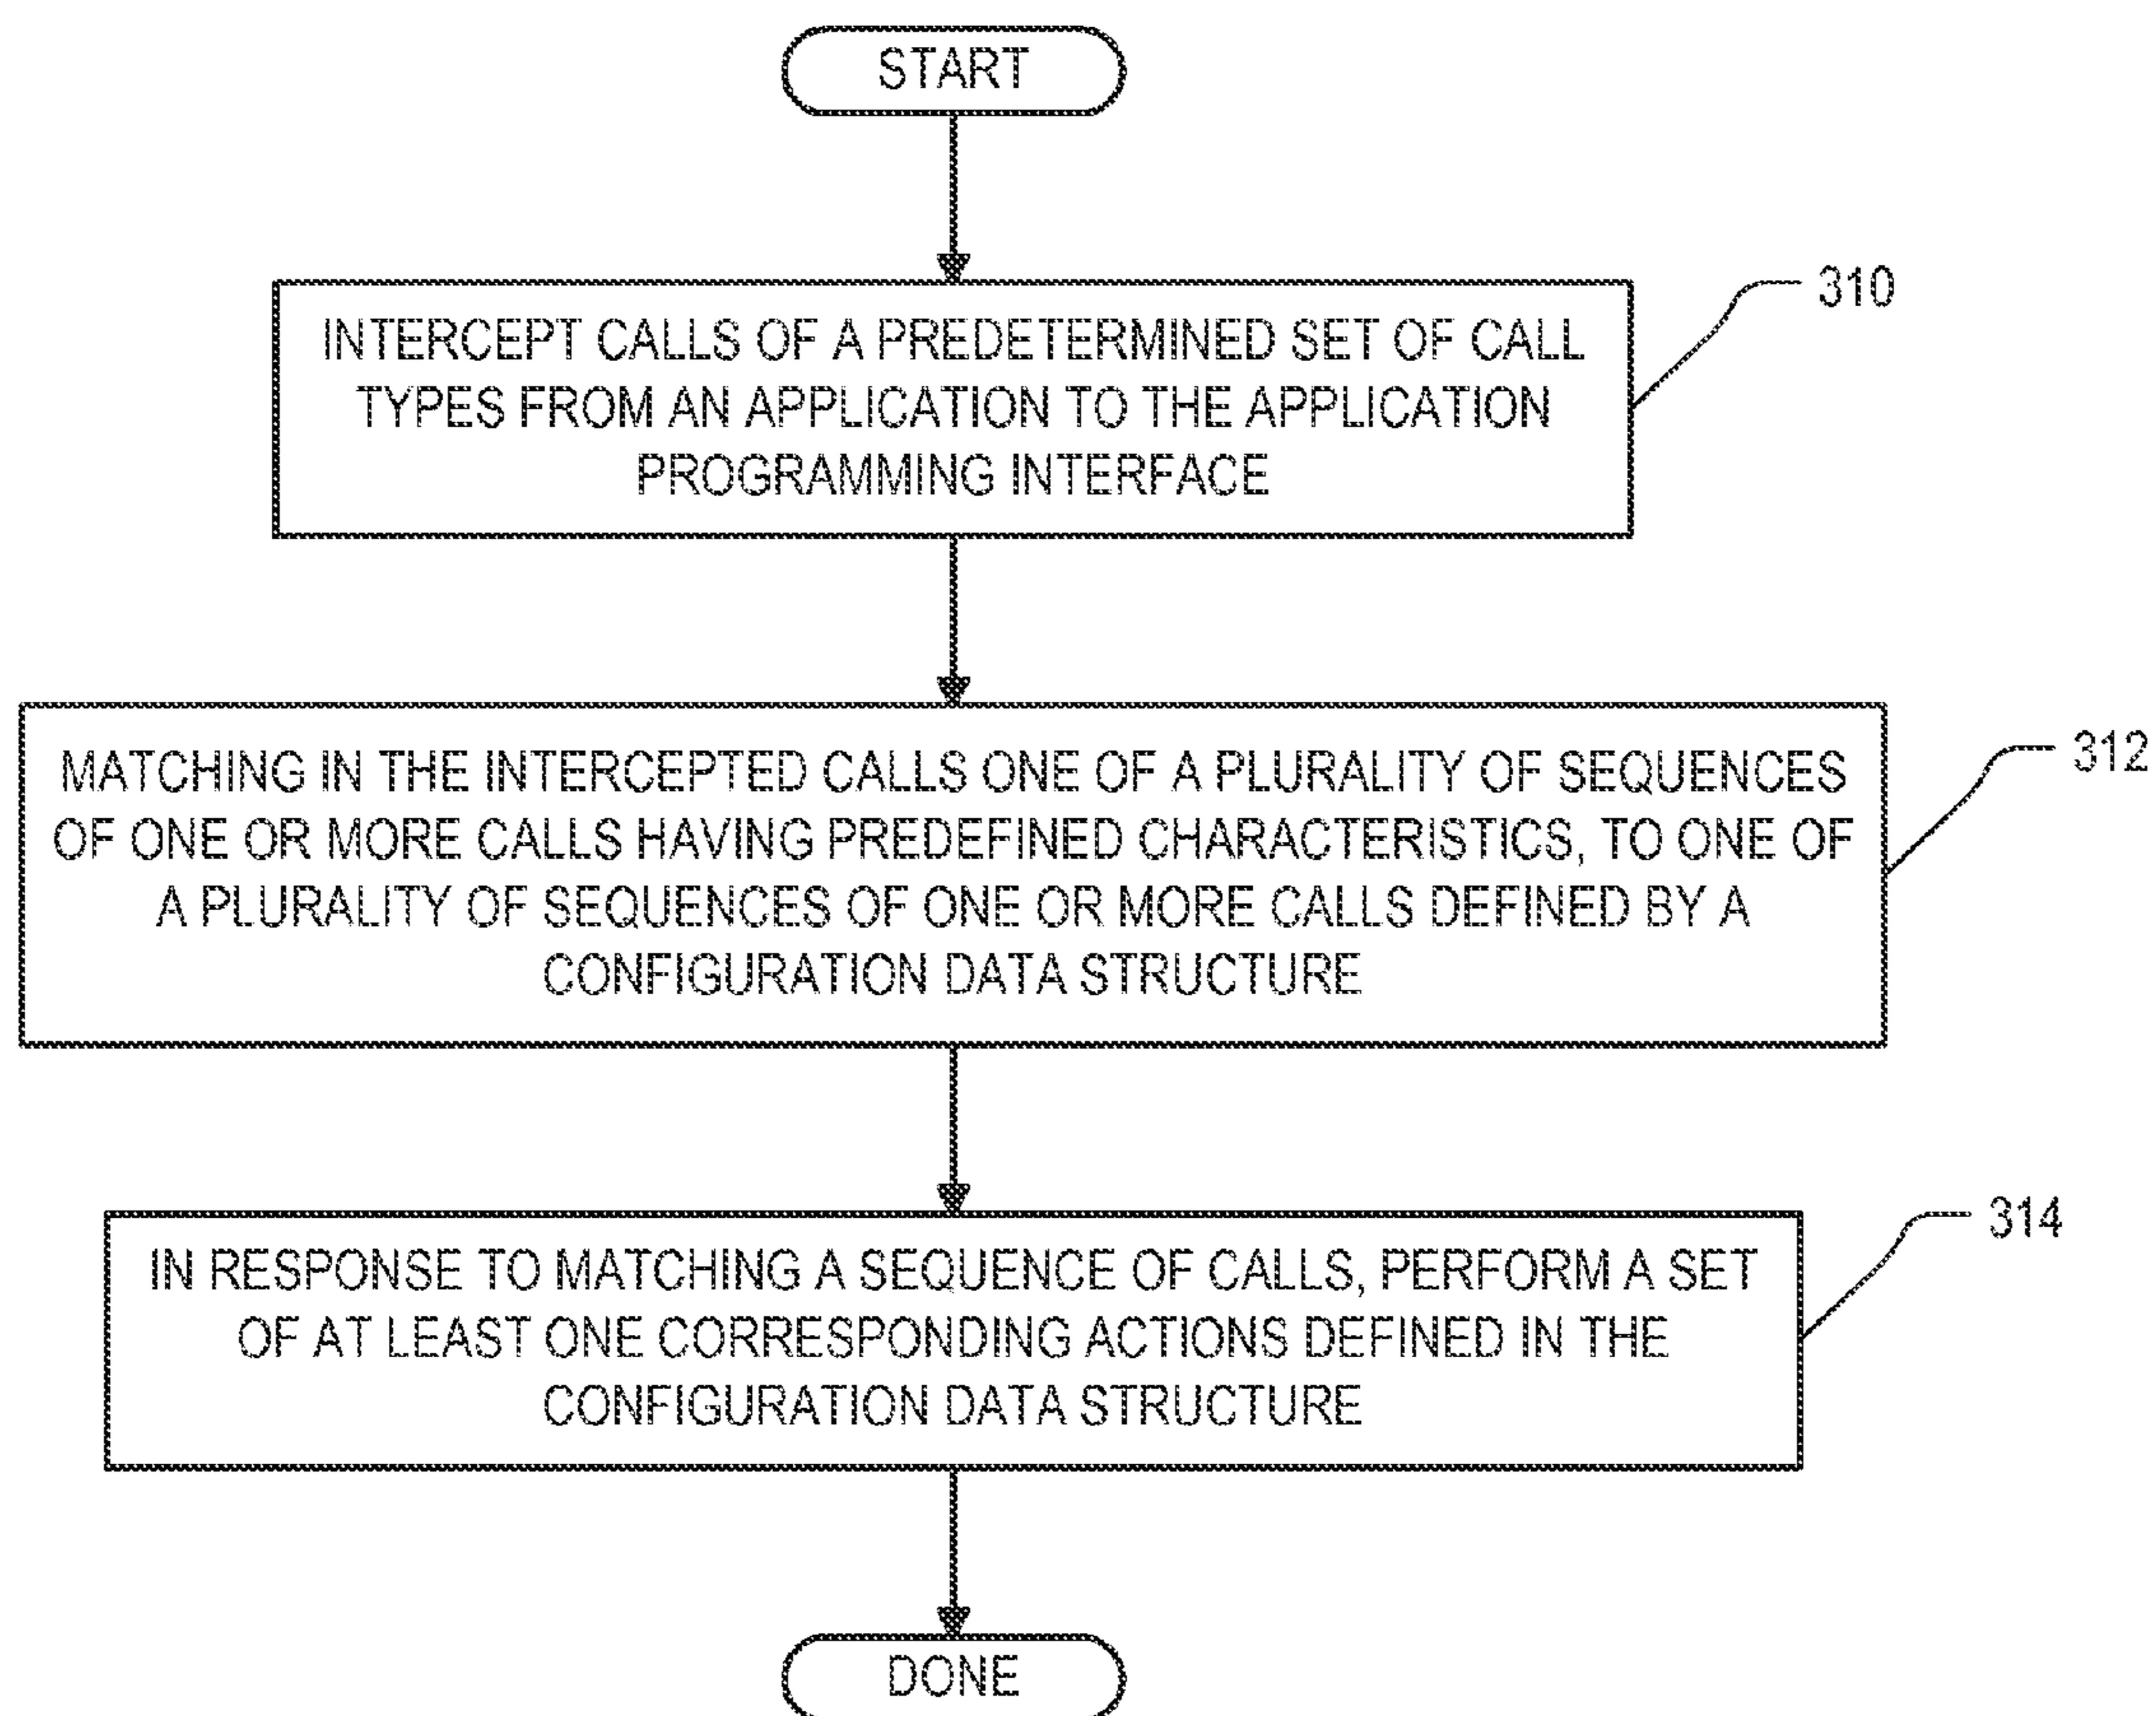 START
310
INTERCEPT CALLS OF A PREDETERMINED SET OF CALL
TYPES FROM AN APPLICATION TO THE APPLICATION
PROGRAMMING INTERFACE
312
MATCHING IN THE INTERCEPTED CALLS ONE OF A PLURALITY OF SEQUENCES
OF ONE OR MORE CALLS HAVING PREDEFINED CHARACTERISTICS, TO ONE OF
A PLURALITY OF SEQUENCES OF ONE OR MORE CALLS DEFINED BY A
CONFIGURATION DATA STRUCTURE
314
IN RESPONSE TO MATCHING A SEQUENCE OF CALLS, PERFORM A SET
OF AT LEAST ONE CORRESPONDING ACTIONS DEFINED IN THE
CONFIGURATION DATA STRUCTURE
DONE